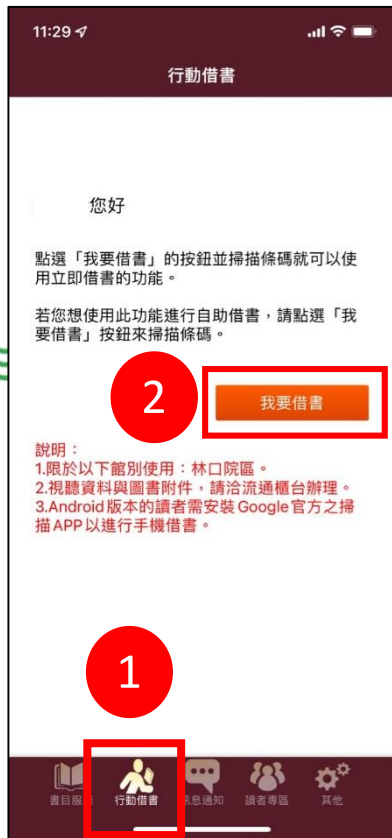 11:29
行動借書
您好
點選「我要借書」的按鈕並掃描條碼就可以使
用立即借書的功能。
若您想使用此功能進行自助借書，請點選「我
要借書」按鈕來掃描條碼。
2
我要借書
說明：
1.限於以下館別使用：林口院區。
2.視聽資料與圖書附件，請洽流通櫃台辦理。
3.Android版本的讀者需安裝Google官方之掃
描APP以進行手機借書。
1
書目服 行動借書 訊息通知 讀者專區 其他